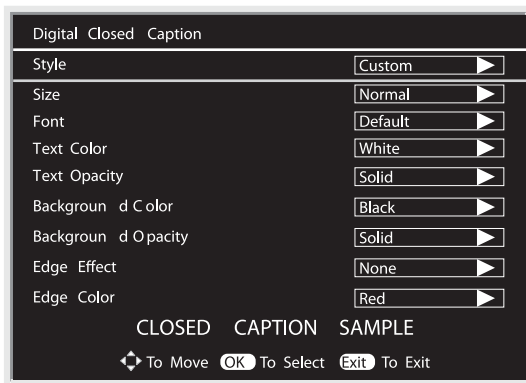 Digital Closed Caption
Style Custom
Size Normal
Font Default
Text Color White
Text Opacity Solid
Backgroun d C olor Black
Backgroun d O pacity Solid
Edge Effect None
Edge Color Red
CLOSED CAPTION SAMPLE
To Move OK To Select Exit To Exit